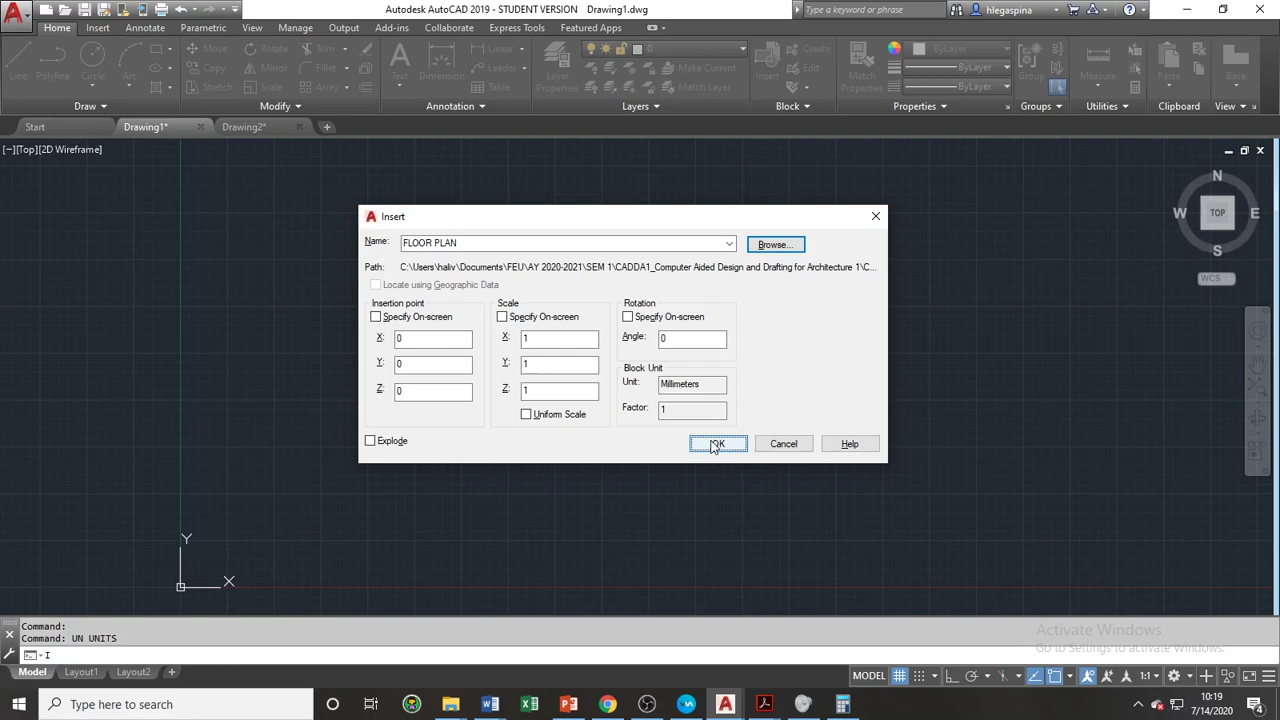 Autodesk AutoCAD 2019 - STUDENT VERSION Drawing1.dwg
Type a keyword or phrase
hlegaspina
Home Insert Annotate Parametric View Manage Output Add-ins Collaborate Express Tools Featured Apps
Line Polyline Circle Arc
Move Rotate Trim
Copy Mirror Fillet
Stretch Scale Array
Text Dimension
Linear
Leader
Table
Layer Properties
0
Make Current
Match Layer
Insert
Create
Edit
Match Properties
ByLayer
ByLayer
ByLayer
Group
Measure
Paste
Base
Draw Modify Annotation Layers Block Properties Groups Utilities Clipboard View
Start Drawing1* Drawing2*
[−][Top][2D Wireframe]
N
W TOP E
S
WCS
Insert
Name: FLOOR PLAN Browse...
Path: C:\Users\haliv\Documents\FEU\AY 2020-2021\SEM 1\CADDA1_Computer Aided Design and Drafting for Architecture 1\C...
Locate using Geographic Data
Insertion point Scale Rotation
Specify On-screen Specify On-screen Specify On-screen
X: 0 X: 1 Angle: 0
Y: 0 Y: 1
Block Unit
Unit: Millimeters
Z: 0 Z: 1
Factor: 1
Uniform Scale
Explode
OK Cancel Help
Y
X
Command:
Command: UN UNITS
I
Activate Windows
Go to Settings to activate Windows.
Model Layout1 Layout2
MODEL 1:1
Type here to search
10:19
7/14/2020
4